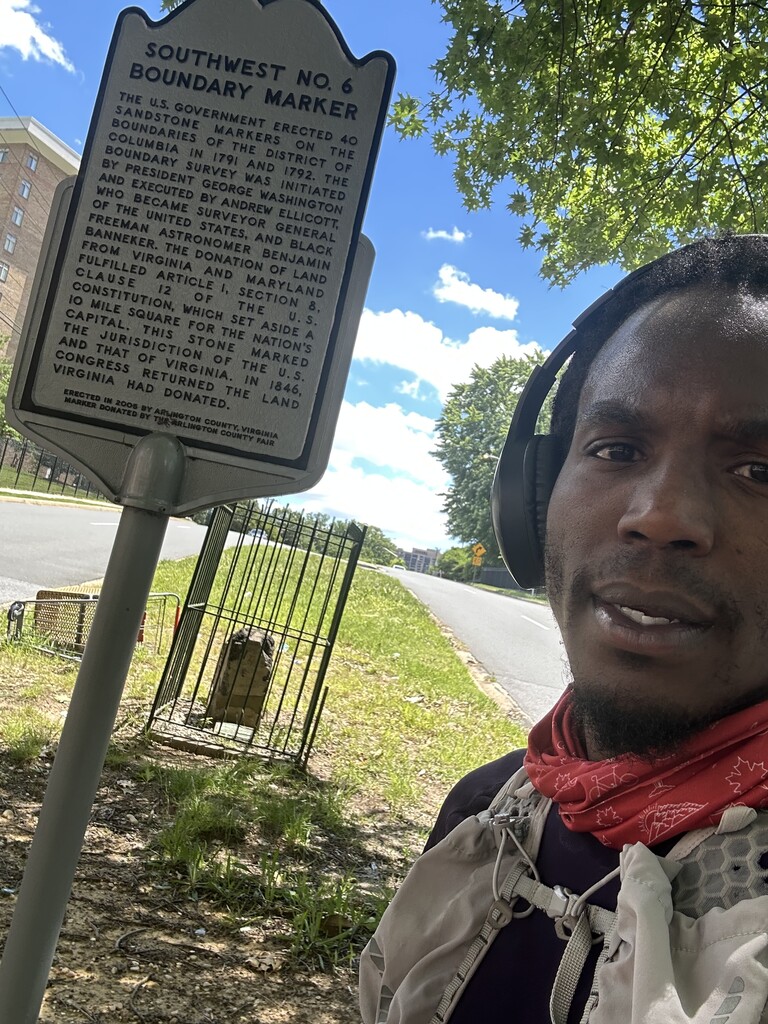 SOUTHWEST NO. 6
BOUNDARY MARKER
THE U.S. GOVERNMENT ERECTED 40
SANDSTONE MARKERS ON THE
BOUNDARIES OF THE DISTRICT OF
COLUMBIA IN 1791 AND 1792. THE
BOUNDARY SURVEY WAS INITIATED
BY PRESIDENT GEORGE WASHINGTON
AND EXECUTED BY ANDREW ELLICOTT,
WHO BECAME SURVEYOR GENERAL
OF THE UNITED STATES, AND BLACK
FREEMAN ASTRONOMER BENJAMIN
BANNEKER. THE DONATION OF LAND
FROM VIRGINIA AND MARYLAND
FULFILLED ARTICLE I, SECTION 8,
CLAUSE 12 OF THE U.S.
CONSTITUTION, WHICH SET ASIDE A
10 MILE SQUARE FOR THE NATION'S
CAPITAL. THIS STONE MARKED
THE JURISDICTION OF THE U.S.
AND THAT OF VIRGINIA. IN 1846,
CONGRESS RETURNED THE LAND
VIRGINIA HAD DONATED.
ERECTED IN 2006 BY ARLINGTON COUNTY, VIRGINIA
MARKER DONATED BY THE ARLINGTON COUNTY FAIR